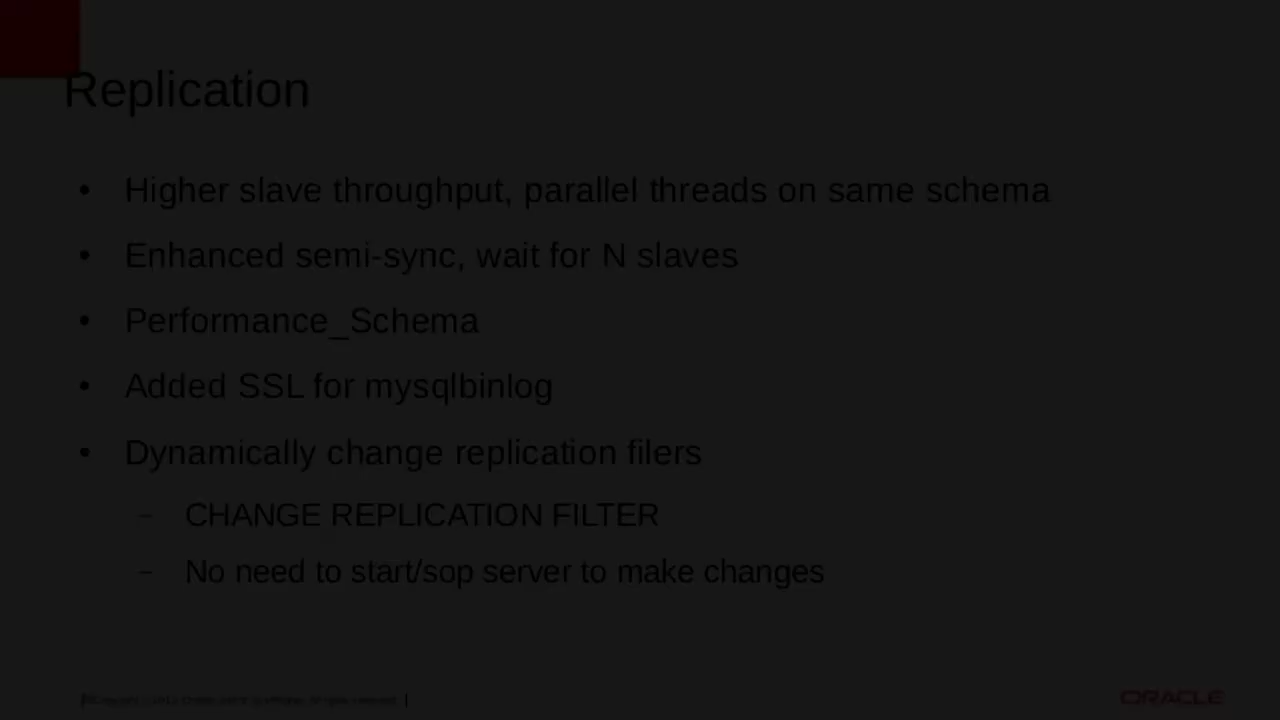 Replication
• Higher slave throughput, parallel threads on same schema
• Enhanced semi-sync, wait for N slaves
• Performance_Schema
• Added SSL for mysqlbinlog
• Dynamically change replication filers
– CHANGE REPLICATION FILTER
– No need to start/sop server to make changes
ORACLE